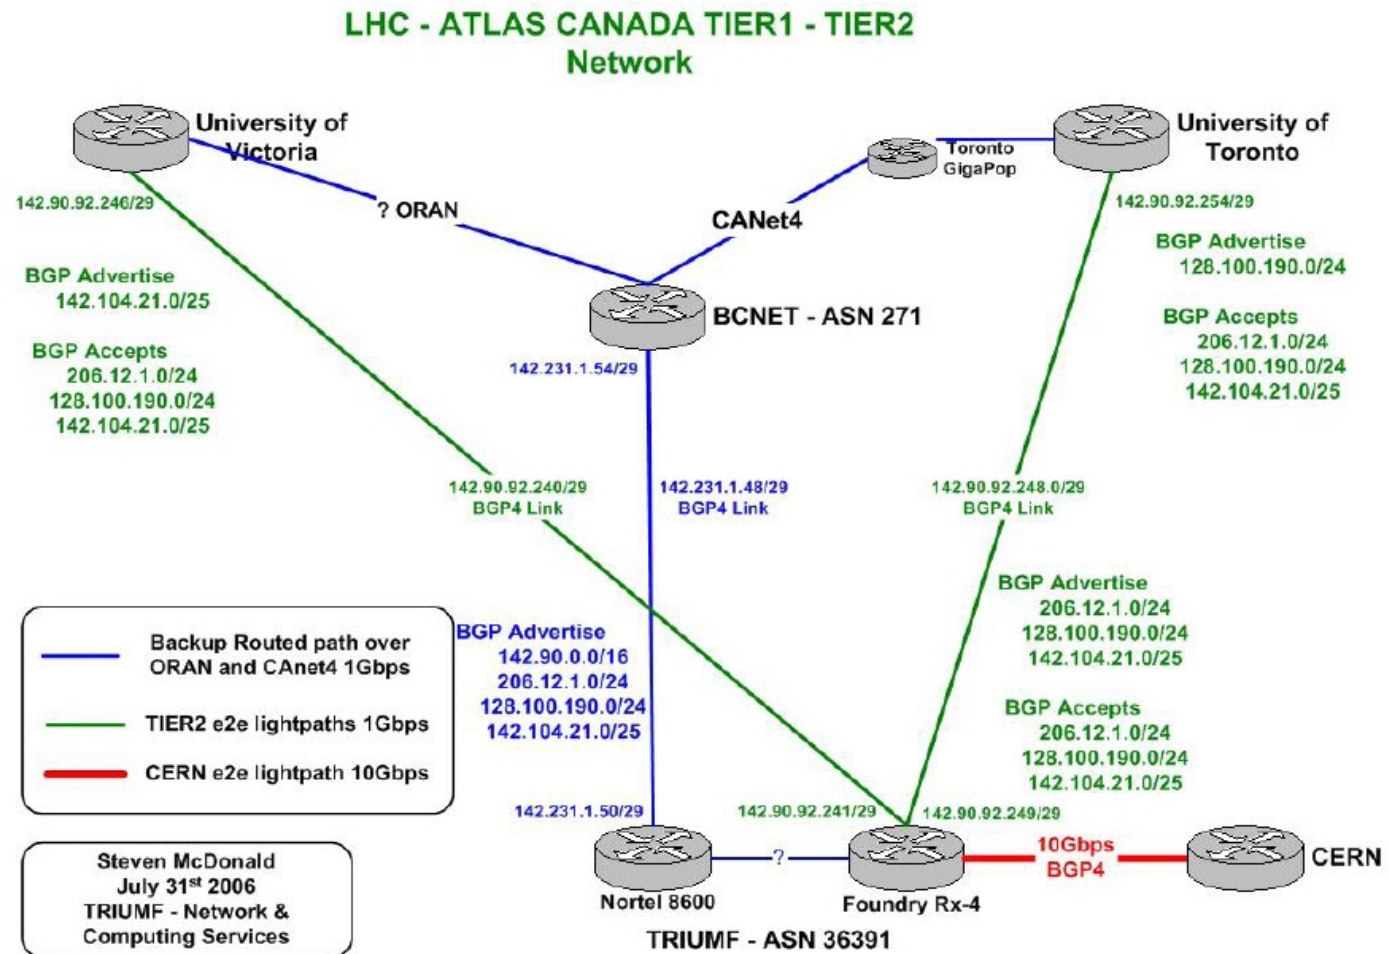 LHC - ATLAS CANADA TIER1 - TIER2
Network
University of
Victoria
Toronto
GigaPop
University of
Toronto
142.90.92.246/29
? ORAN
CANet4
142.90.92.254/29
BGP Advertise
142.104.21.0/25
BGP Accepts
206.12.1.0/24
128.100.190.0/24
142.104.21.0/25
BCNET - ASN 271
142.231.1.54/29
BGP Advertise
128.100.190.0/24
BGP Accepts
206.12.1.0/24
128.100.190.0/24
142.104.21.0/25
142.90.92.240/29
BGP4 Link
142.231.1.48/29
BGP4 Link
142.90.92.248.0/29
BGP4 Link
Backup Routed path over
ORAN and CAnet4 1Gbps
TIER2 e2e lightpaths 1Gbps
CERN e2e lightpath 10Gbps
BGP Advertise
142.90.0.0/16
206.12.1.0/24
128.100.190.0/24
142.104.21.0/25
BGP Advertise
206.12.1.0/24
128.100.190.0/24
142.104.21.0/25
BGP Accepts
206.12.1.0/24
128.100.190.0/24
142.104.21.0/25
142.231.1.50/29
142.90.92.241/29
142.90.92.249/29
?
10Gbps
BGP4
CERN
Nortel 8600
Foundry Rx-4
TRIUMF - ASN 36391
Steven McDonald
July 31st 2006
TRIUMF - Network &
Computing Services